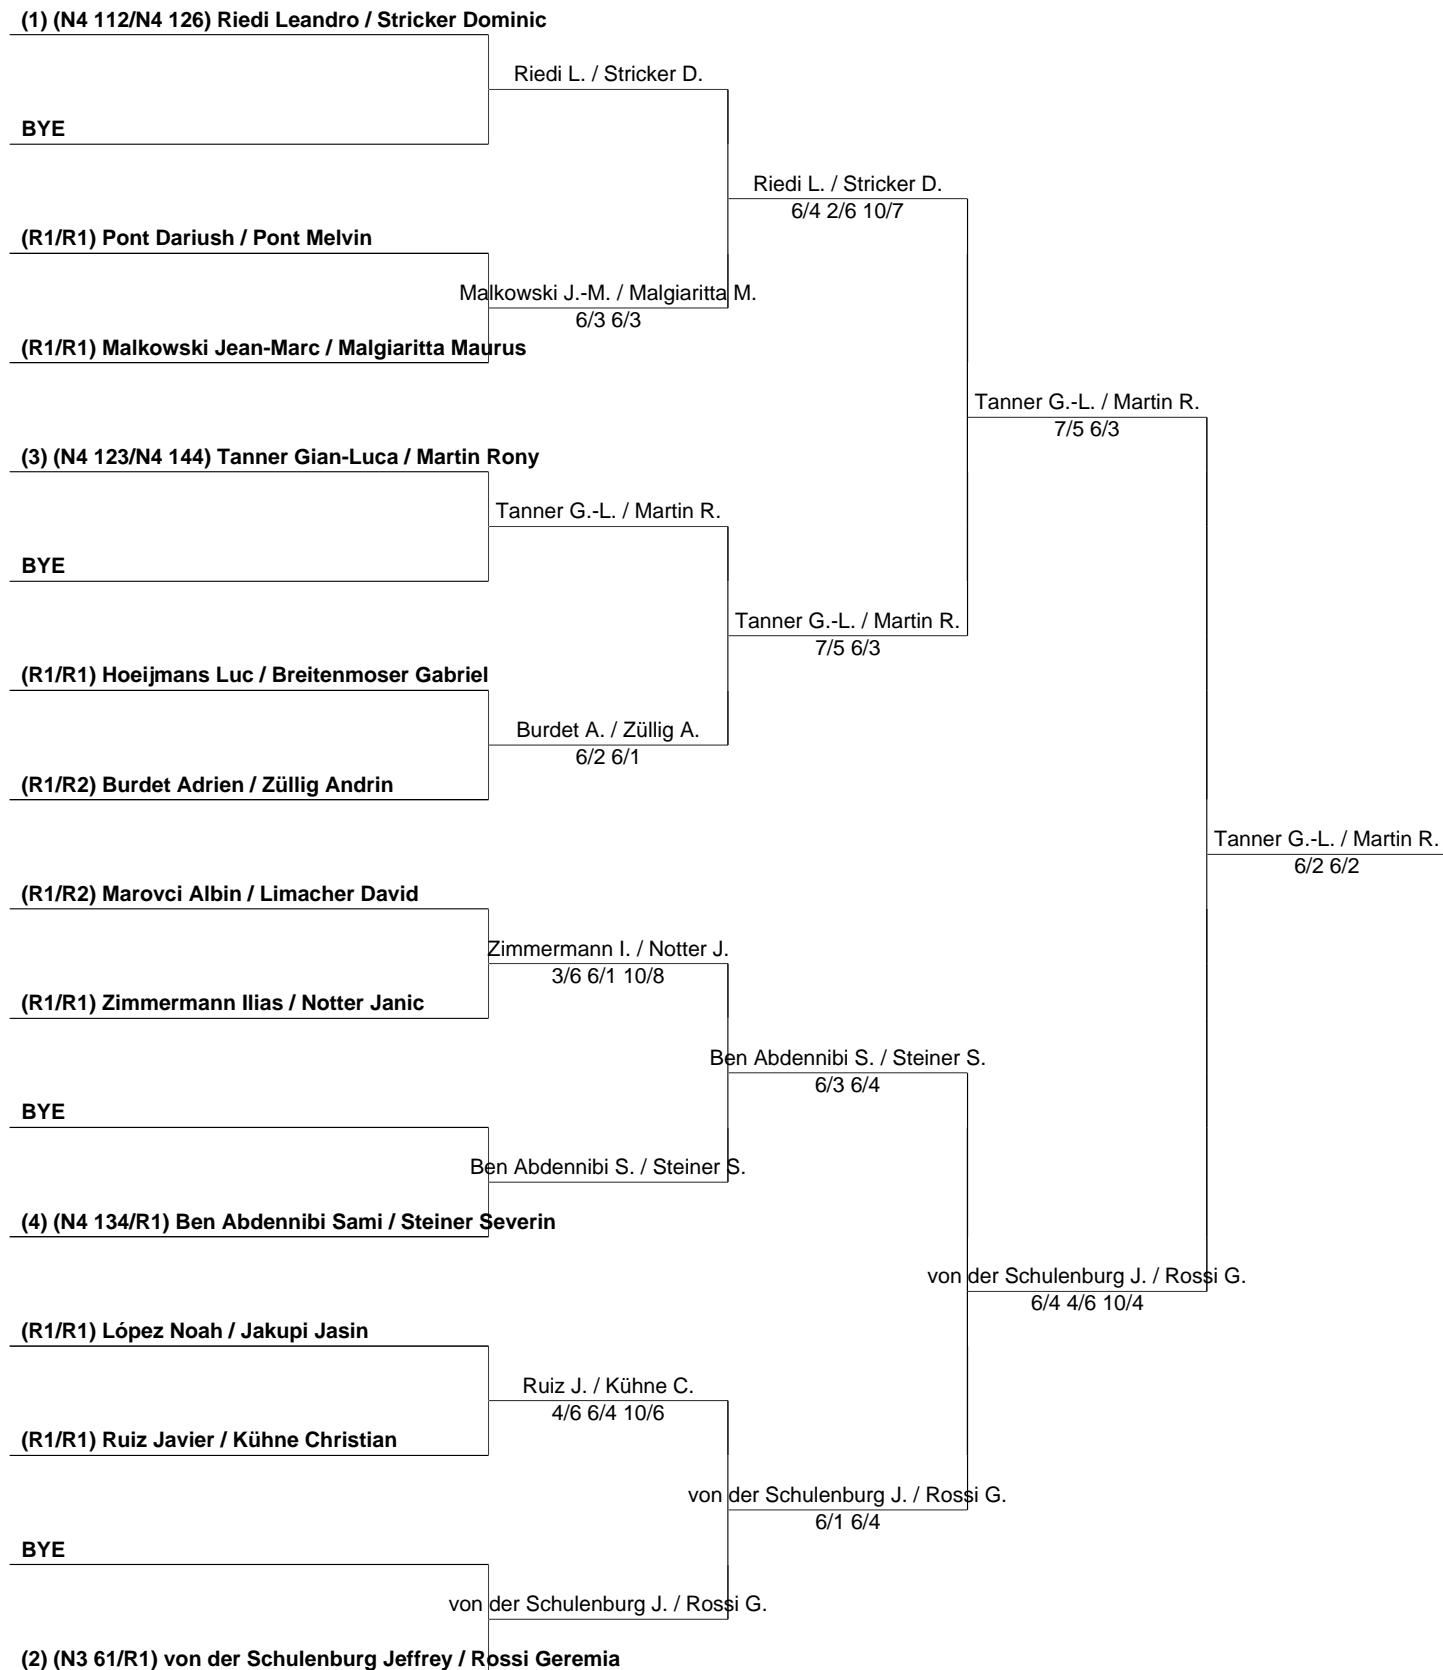 (1) (N4 112/N4 126) Riedi Leandro / Stricker Dominic
Riedi L. / Stricker D.
BYE
Riedi L. / Stricker D.
6/4 2/6 10/7
(R1/R1) Pont Dariush / Pont Melvin
Malkowski J.-M. / Malgiaritta M.
6/3 6/3
(R1/R1) Malkowski Jean-Marc / Malgiaritta Maurus
Tanner G.-L. / Martin R.
7/5 6/3
(3) (N4 123/N4 144) Tanner Gian-Luca / Martin Rony
Tanner G.-L. / Martin R.
BYE
Tanner G.-L. / Martin R.
7/5 6/3
(R1/R1) Hoeijmans Luc / Breitenmoser Gabriel
Burdet A. / Züllig A.
6/2 6/1
(R1/R2) Burdet Adrien / Züllig Andrin
Tanner G.-L. / Martin R.
6/2 6/2
(R1/R2) Marovci Albin / Limacher David
Zimmermann I. / Notter J.
3/6 6/1 10/8
(R1/R1) Zimmermann Ilias / Notter Janic
Ben Abdennibi S. / Steiner S.
6/3 6/4
BYE
Ben Abdennibi S. / Steiner S.
(4) (N4 134/R1) Ben Abdennibi Sami / Steiner Severin
von der Schulenburg J. / Rossi G.
6/4 4/6 10/4
(R1/R1) López Noah / Jakupi Jasin
Ruiz J. / Kühne C.
4/6 6/4 10/6
(R1/R1) Ruiz Javier / Kühne Christian
von der Schulenburg J. / Rossi G.
6/1 6/4
BYE
von der Schulenburg J. / Rossi G.
(2) (N3 61/R1) von der Schulenburg Jeffrey / Rossi Geremia